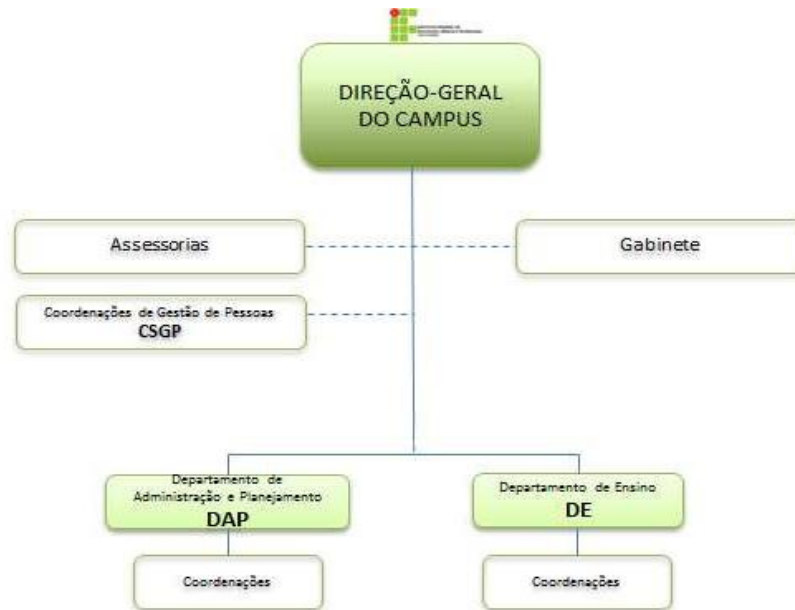 DIREÇÃO-GERAL
DO CAMPUS
Assessorias
Gabinete
Coordenações de Gestão de Pessoas
CSGP
Departamento de
Administração e Planejamento
DAP
Departamento de Ensino
DE
Coordenações
Coordenações